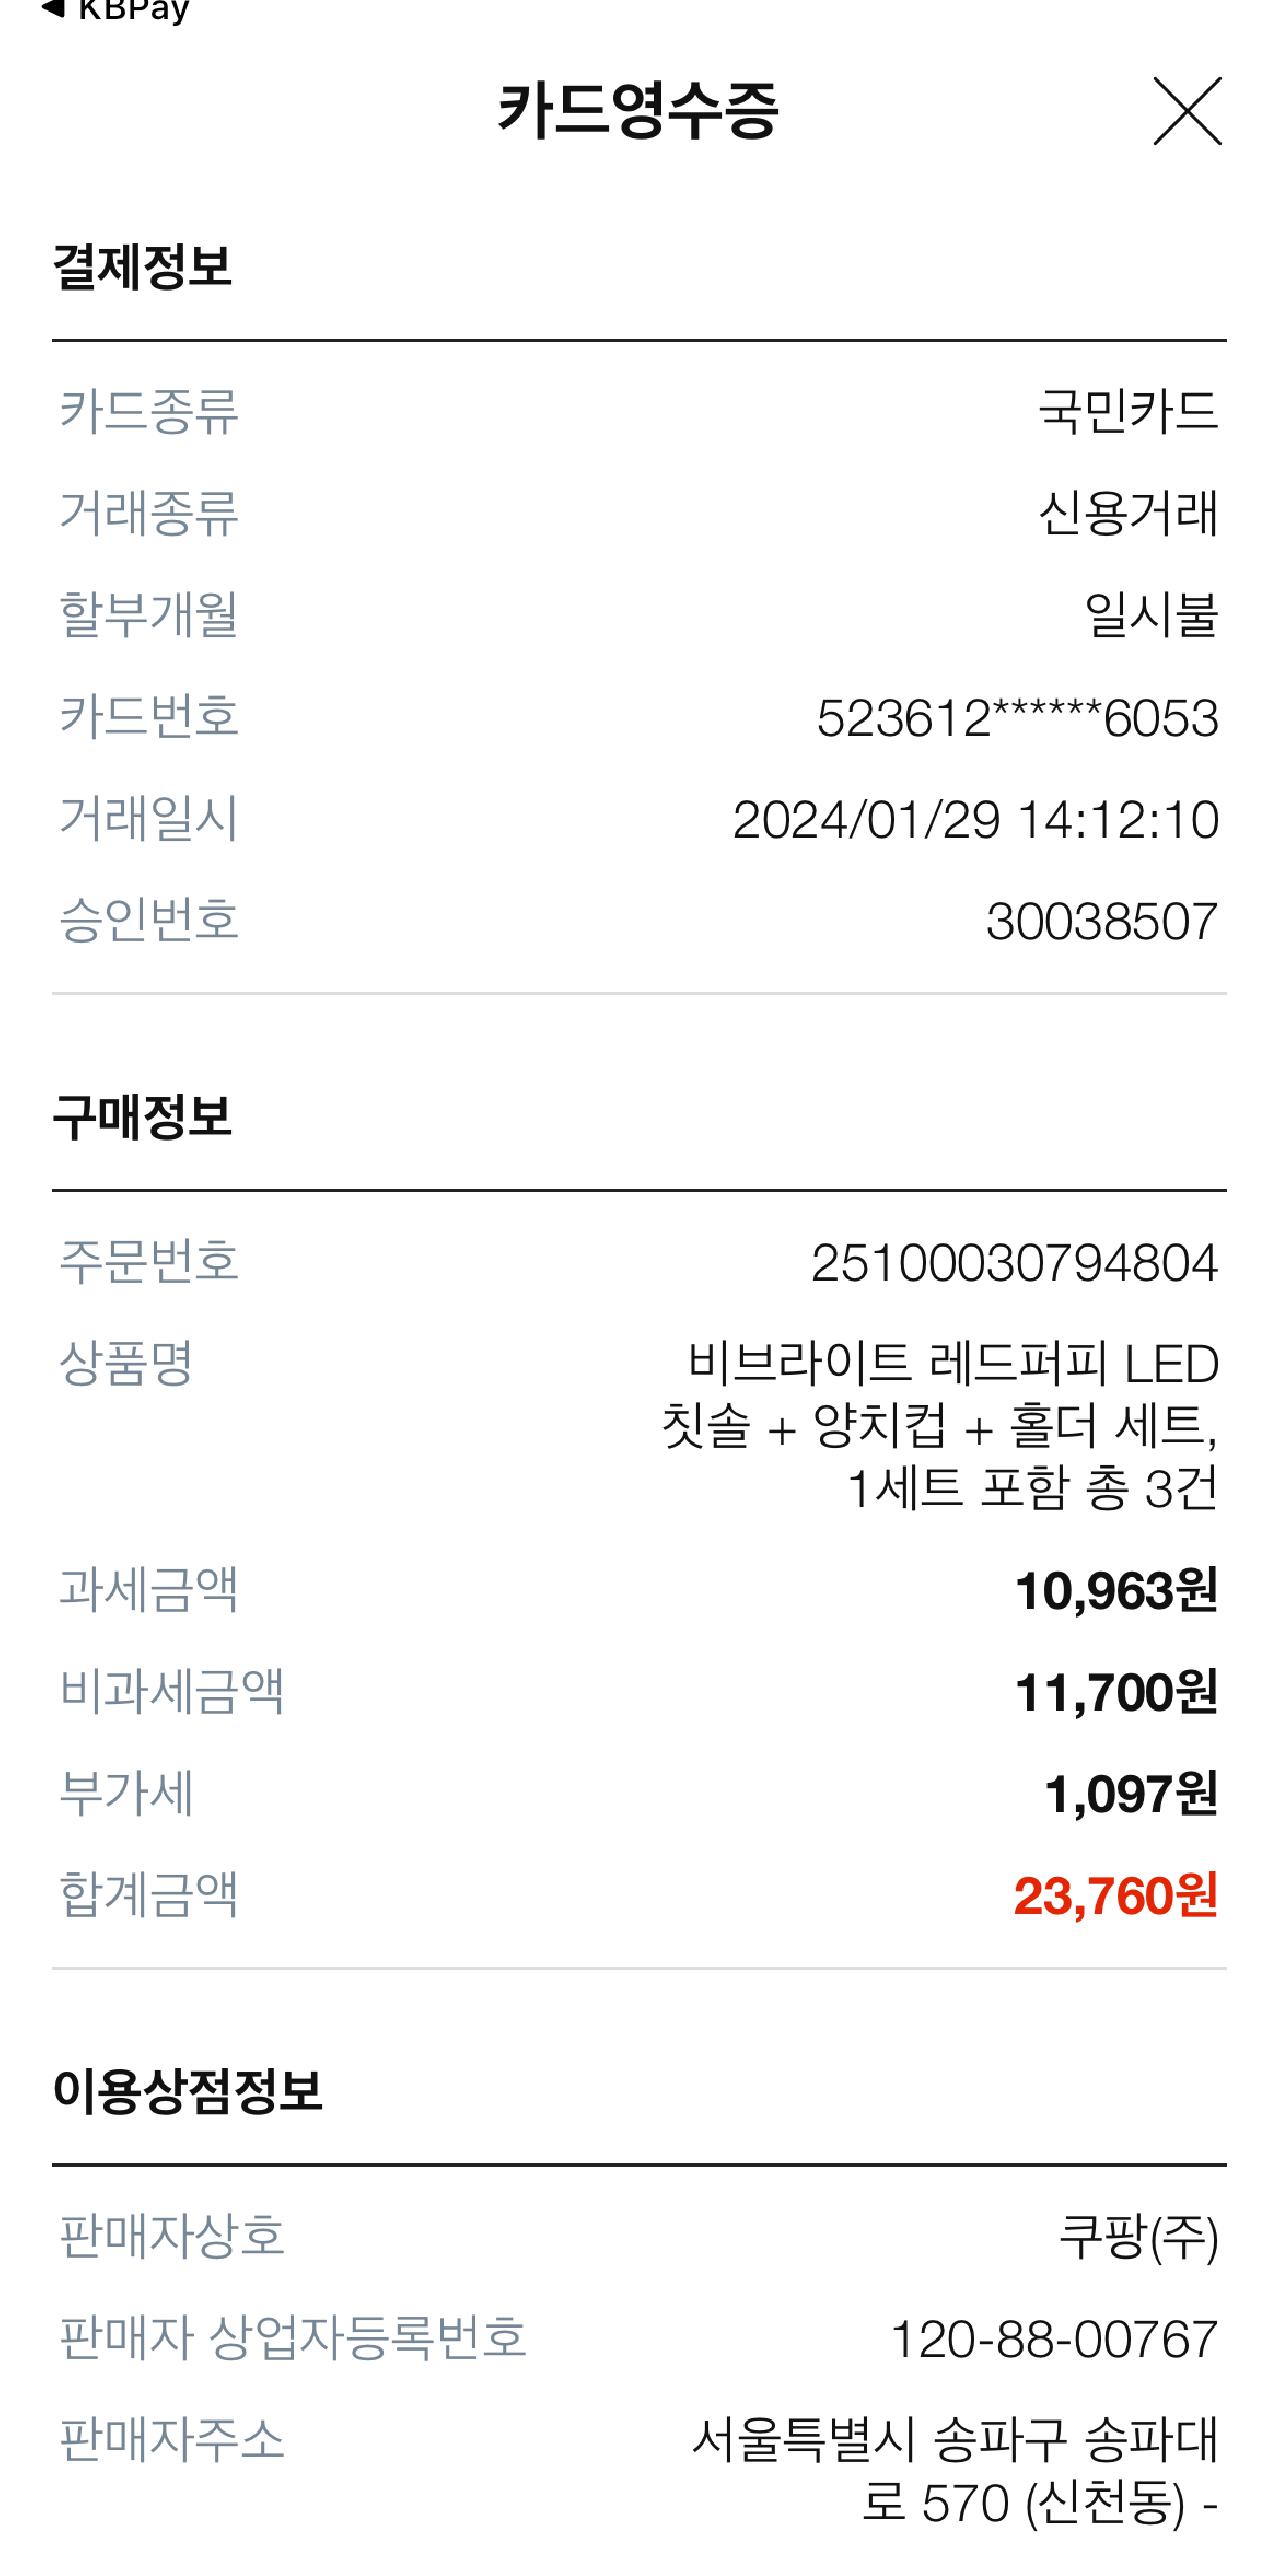 ◀ KBPay
카드영수증
결제정보
카드종류 국민카드
거래종류 신용거래
할부개월 일시불
카드번호 523612******6053
거래일시 2024/01/29 14:12:10
승인번호 30038507
구매정보
주문번호 25100030794804
상품명 비브라이트 레드퍼피 LED
칫솔 + 양치컵 + 홀더 세트,
1세트 포함 총 3건
과세금액 10,963원
비과세금액 11,700원
부가세 1,097원
합계금액 23,760원
이용상점정보
판매자상호 쿠팡(주)
판매자 상업자등록번호 120-88-00767
판매자주소 서울특별시 송파구 송파대
로 570 (신천동) -